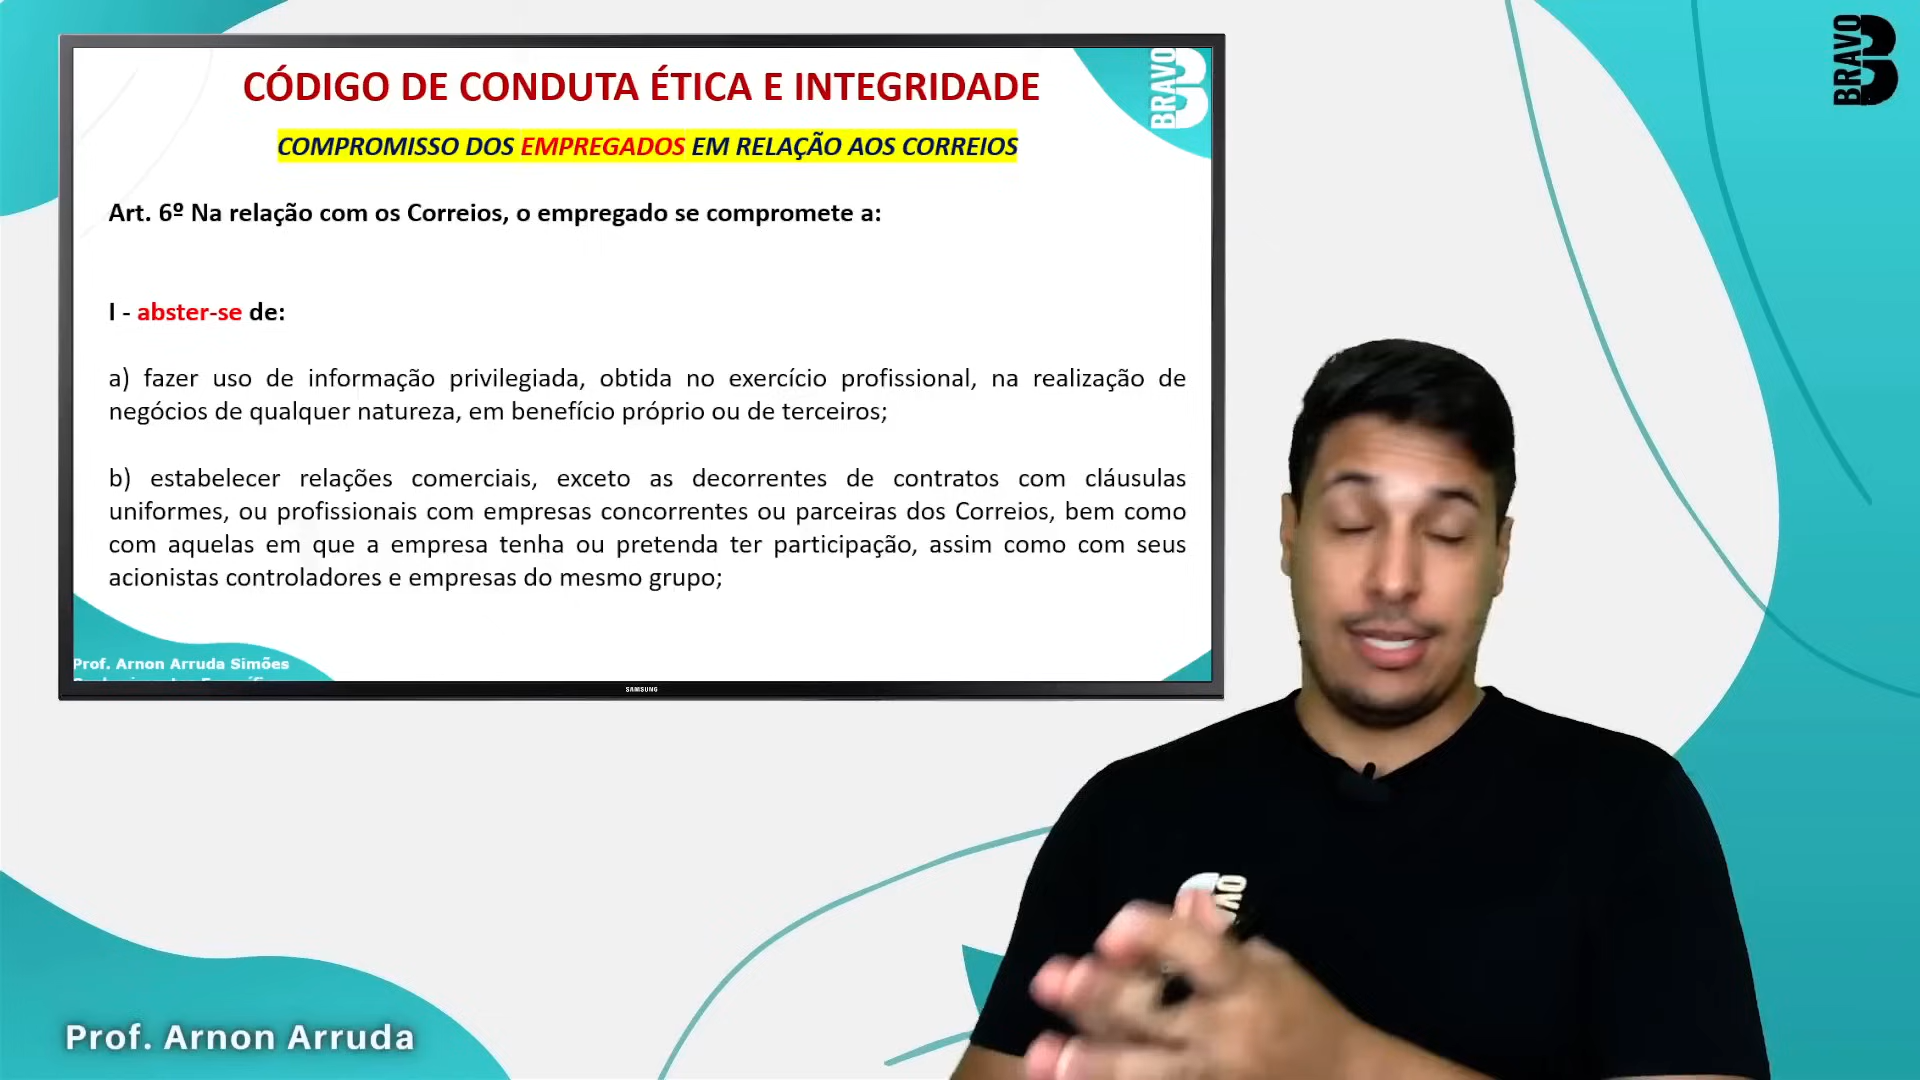 BRAVO
BRAVO
CÓDIGO DE CONDUTA ÉTICA E INTEGRIDADE
COMPROMISSO DOS EMPREGADOS EM RELAÇÃO AOS CORREIOS
Art. 6º Na relação com os Correios, o empregado se compromete a:
I - abster-se de:
a) fazer uso de informação privilegiada, obtida no exercício profissional, na realização de
negócios de qualquer natureza, em benefício próprio ou de terceiros;
b) estabelecer relações comerciais, exceto as decorrentes de contratos com cláusulas
uniformes, ou profissionais com empresas concorrentes ou parceiras dos Correios, bem como
com aquelas em que a empresa tenha ou pretenda ter participação, assim como com seus
acionistas controladores e empresas do mesmo grupo;
Prof. Arnon Arruda Simões
SAMSUNG
Prof. Arnon Arruda